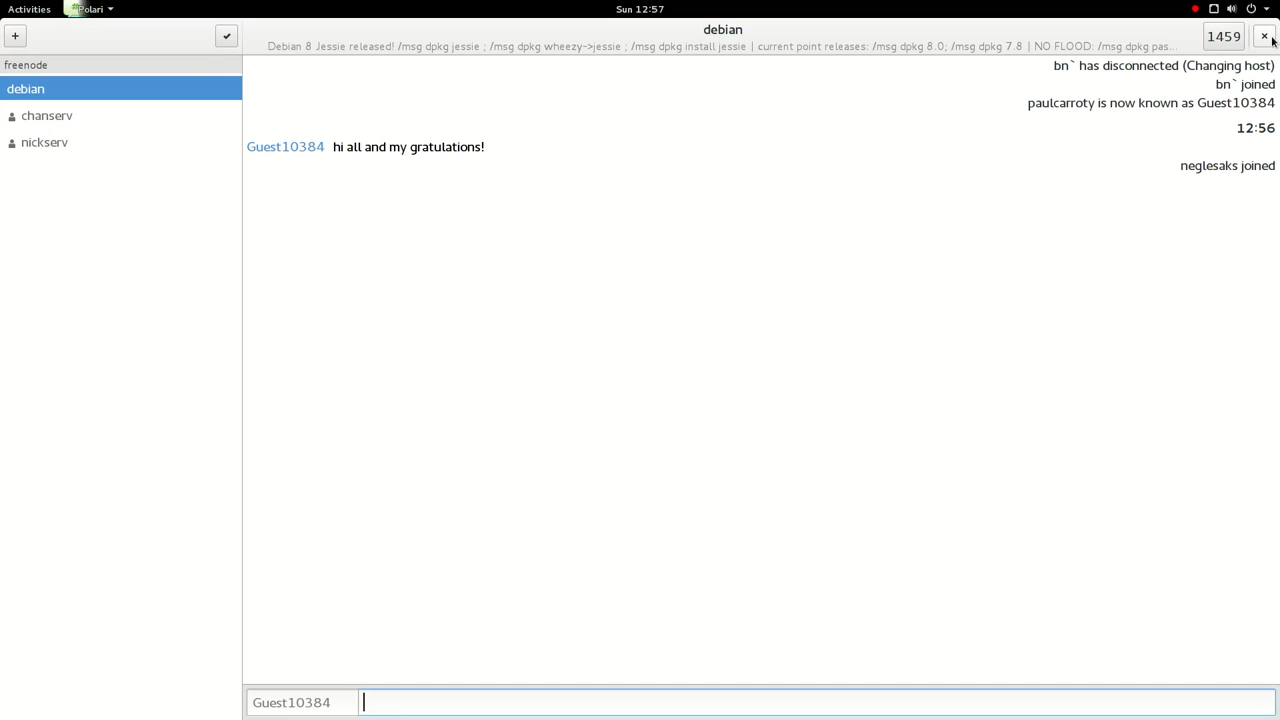 Activities Polari Sun 12:57
debian
Debian 8 Jessie released! /msg dpkg jessie ; /msg dpkg wheezy->jessie ; /msg dpkg install jessie | current point releases: /msg dpkg 8.0; /msg dpkg 7.8 | NO FLOOD: /msg dpkg pas...
1459
freenode
debian
chanserv
nickserv
bn` has disconnected (Changing host)
bn` joined
paulcarroty is now known as Guest10384
12:56
Guest10384 hi all and my gratulations!
neglesaks joined
Guest10384